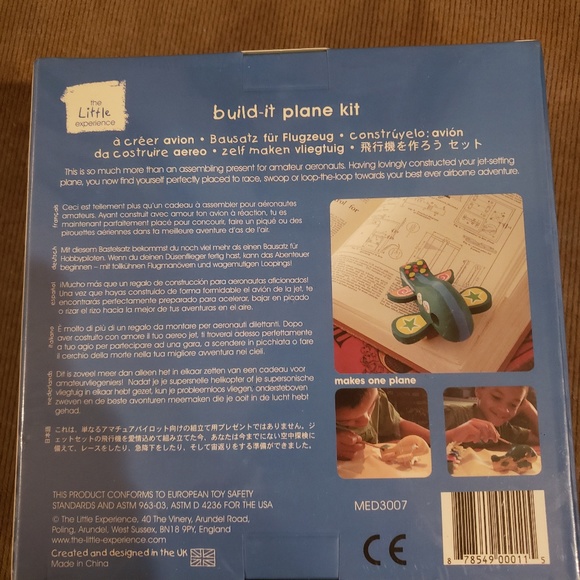 the
Little
experience
build-it plane kit
à créer avion • Bausatz für Flugzeug • constrúyelo: avión
da costruire aereo • zelf maken vliegtuig • 飛行機を作ろう セット
This is so much more than an assembling present for amateur aeronauts. Having lovingly constructed your jet-setting
plane, you now find yourself perfectly placed to race, swoop or loop-the-loop towards your best ever airborne adventure.
français
Ceci est tellement plus qu'un cadeau à assembler pour aéronautes
amateurs. Ayant construit avec amour ton avion à réaction, tu es
maintenant parfaitement placé pour concourir, faire un piqué ou des
pirouettes aériennes dans ta meilleure aventure d'as de l'air.
deutsch
Mit diesem Bastelsatz bekommst du noch viel mehr als einen Bausatz für
Hobbypiloten. Wenn du deinen Düsenflieger fertig hast, kann das Abenteuer
beginnen – mit tollkühnen Flugmanövern und wagemutigen Loopings!
español
¡Mucho más que un regalo de construcción para aeronautas aficionados!
Una vez que hayas construido de forma formidable el avión de la jet, te
encontrarás perfectamente preparado para acelerar, bajar en picado
o rizar el rizo hacia la mejor de tus aventuras en el aire.
italiano
È molto di più di un regalo da montare per aeronauti dilettanti. Dopo
aver costruito con amore il tuo aereo jet, ti troverai adesso perfettamente
a tuo agio per partecipare ad una gara, a scendere in picchiata o fare
il cerchio della morte nella tua migliore avventura nei cieli.
nederlands
Dit is zoveel meer dan alleen het in elkaar zetten van een cadeau voor
amateurvliegeniers! Nadat je je supersnelle helikopter of je supersonische
vliegtuig in elkaar hebt gezet, kun je probleemloos vliegen, ondersteboven
zweven en de beste avonturen meemaken die je ooit in de lucht hebt
gehad.
日本語
これは、単なるアマチュアパイロット向けの組立て用プレゼントではありません。ジ
ェットセットの飛行機を愛情込めて組み立てた今、あなたは今までにない空中探検に
備えて、レースをしたり、急降下をしたり、そして宙返りをする準備ができました。
makes one plane
THIS PRODUCT CONFORMS TO EUROPEAN TOY SAFETY
STANDARDS AND ASTM 963-03, ASTM D 4236 FOR THE USA
MED3007
© The Little Experience, 40 The Vinery, Arundel Road,
Poling, Arundel, West Sussex, BN18 9PY, England
www.the-little-experience.com
Created and designed in the UK
Made in China
CE
8 78549 00011 5